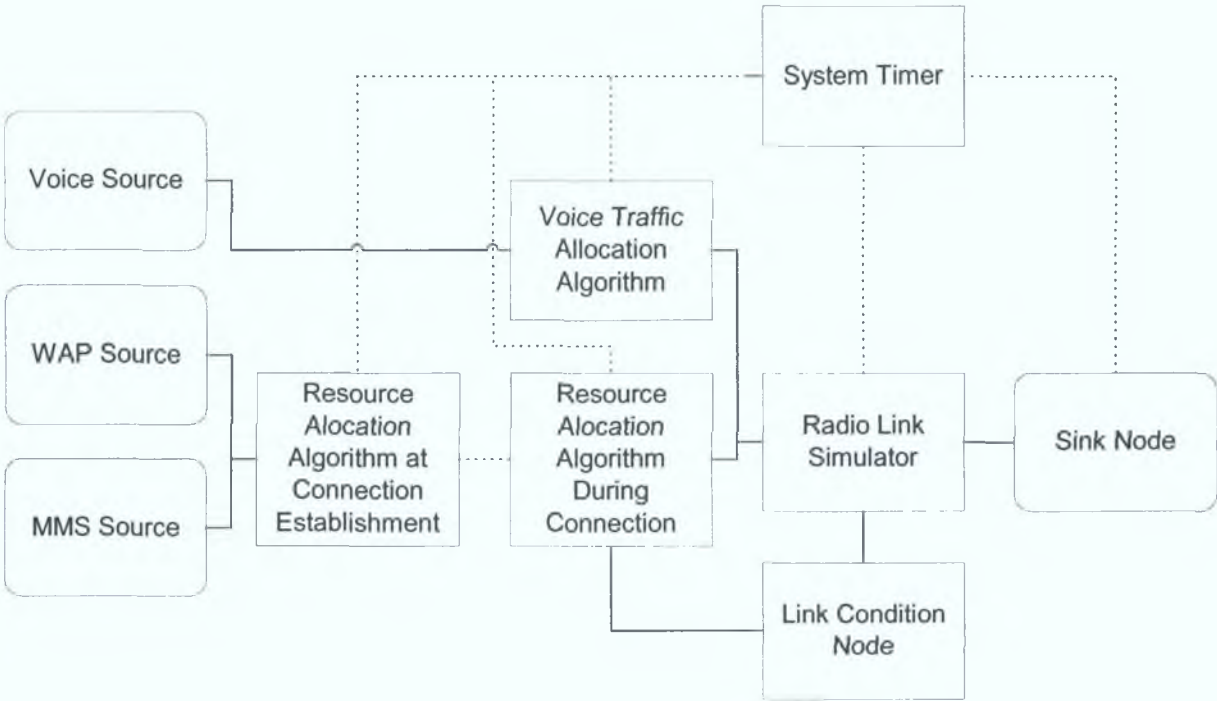 System Timer
Voice Source
Voice Traffic
Allocation
Algorithm
WAP Source
MMS Source
Resource
Alocation
Algorithm at
Connection
Establishment
Resource
Alocation
Algorithm
During
Connection
Radio Link
Simulator
Sink Node
Link Condition
Node